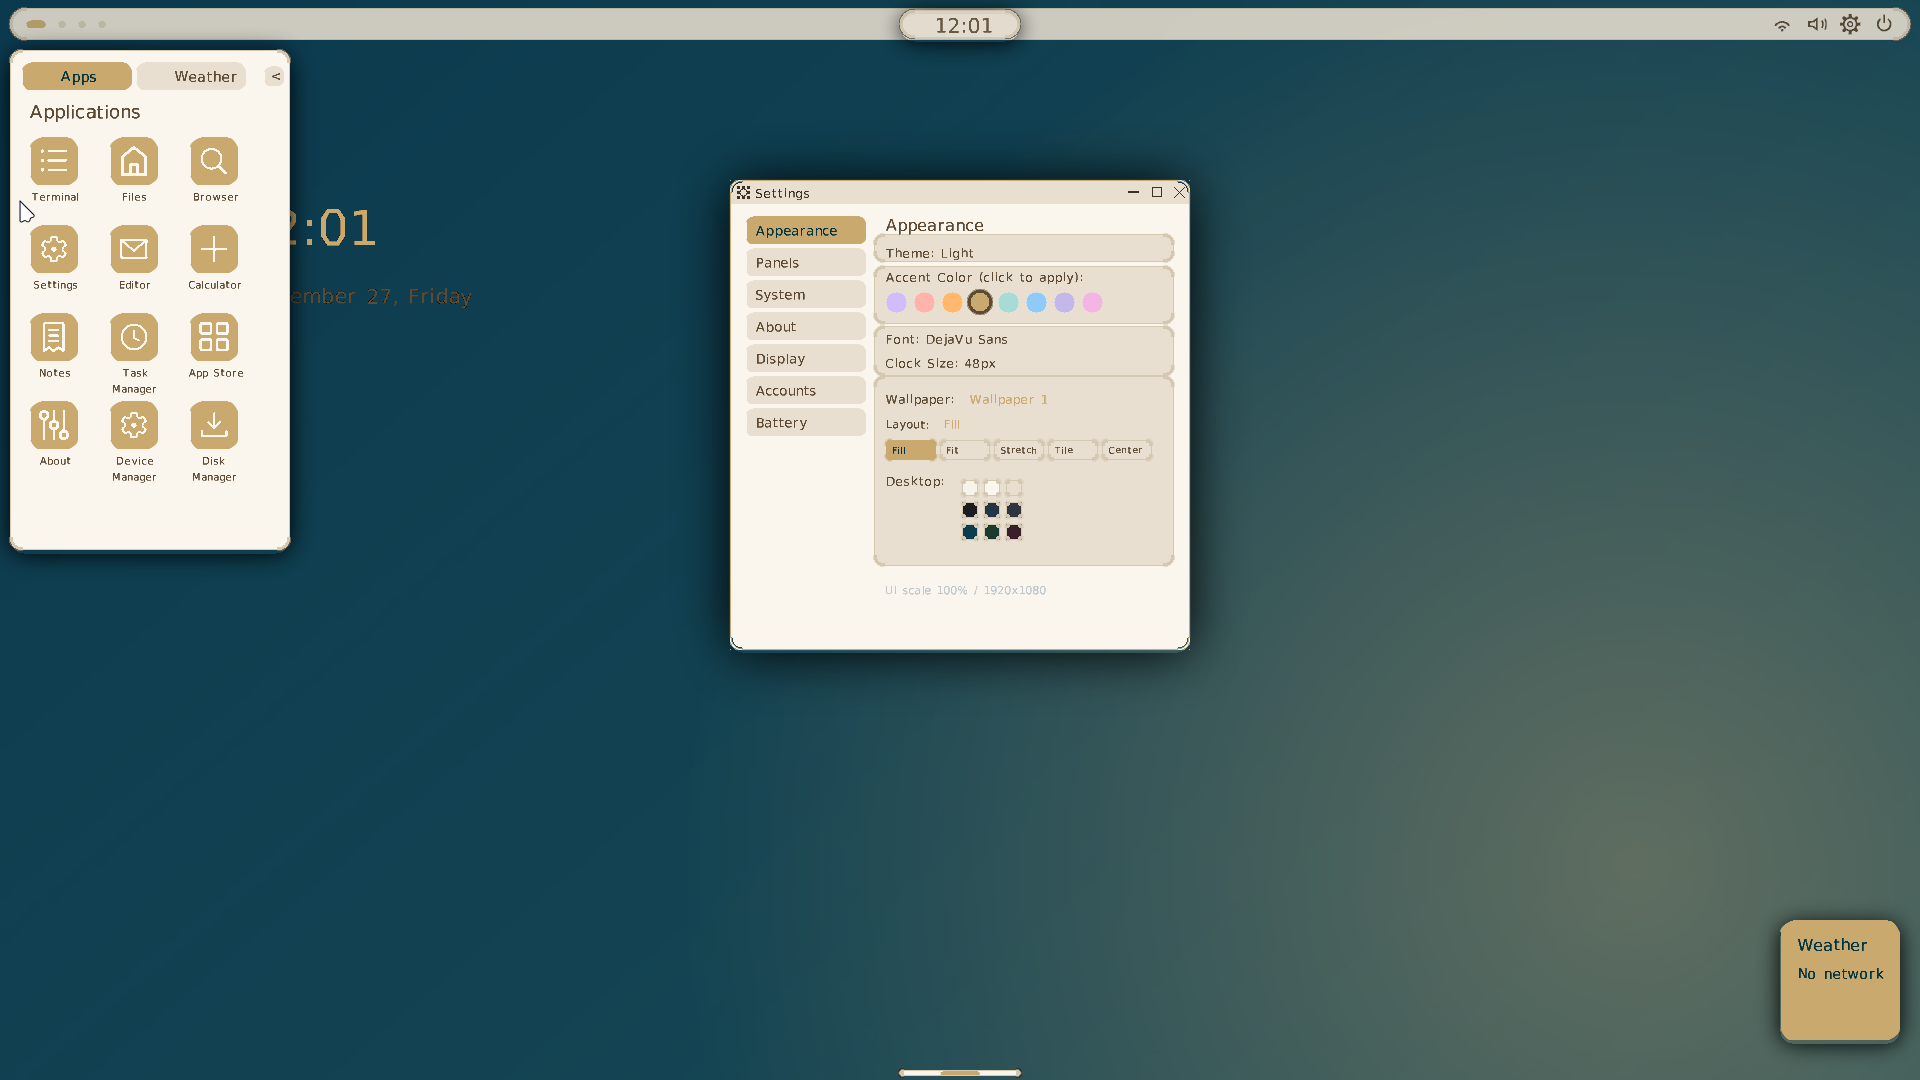 12:01
Apps Weather <
Applications
Terminal Files Browser
Settings Editor Calculator
Notes Task Manager App Store
About Device Manager Disk Manager
2:01
ember 27, Friday
Settings
Appearance
Panels
System
About
Display
Accounts
Battery
Appearance
Theme: Light
Accent Color (click to apply):
Font: DejaVu Sans
Clock Size: 48px
Wallpaper: Wallpaper 1
Layout: Fill
Fill Fit Stretch Tile Center
Desktop:
UI scale 100% / 1920x1080
Weather
No network